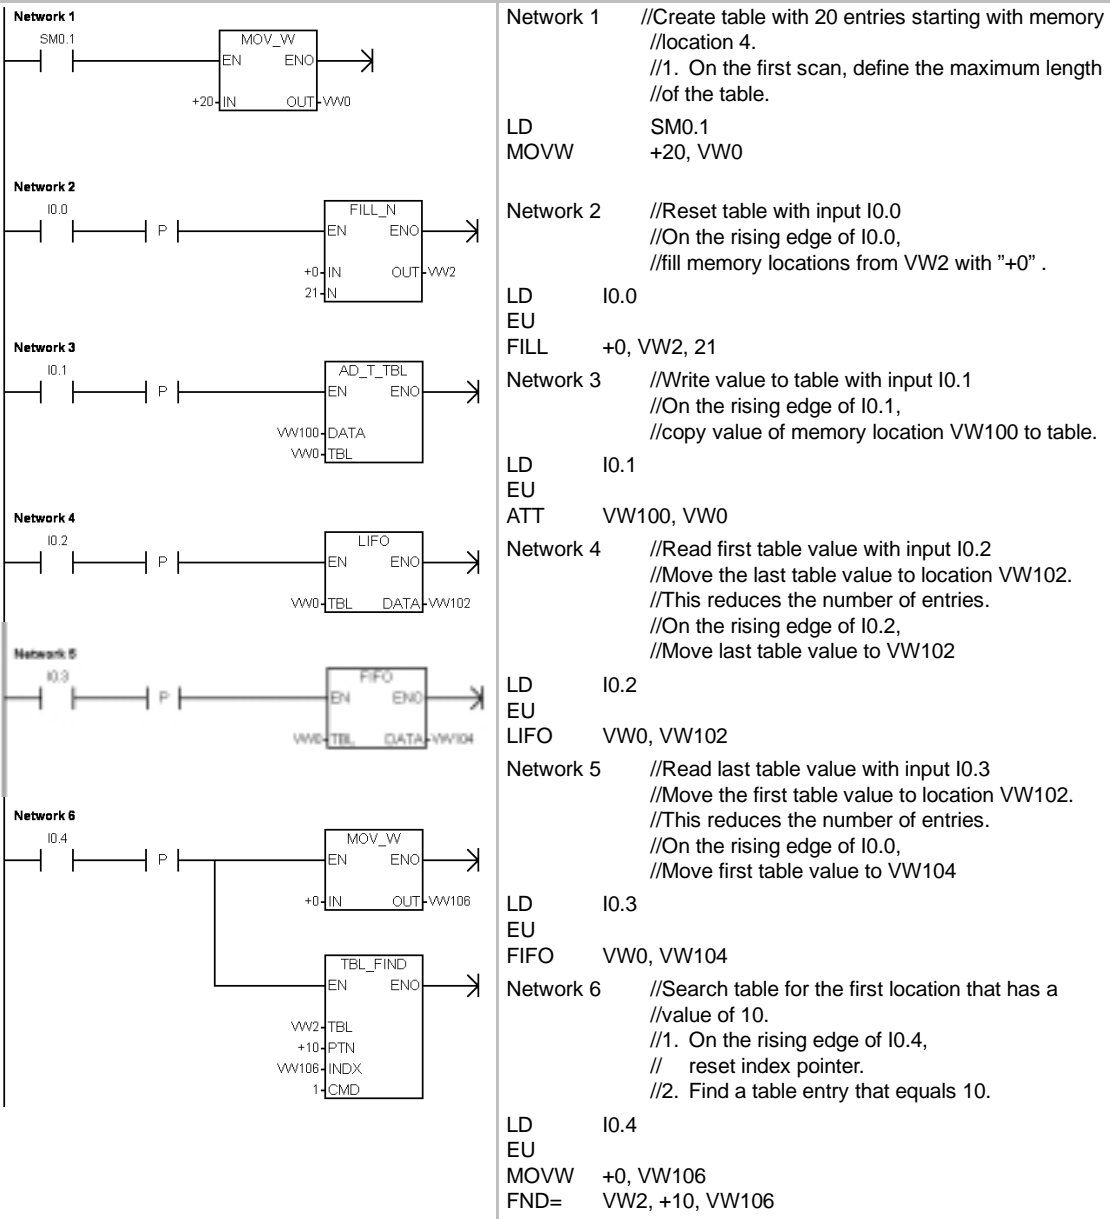 Network 1
SM0.1
MOV_W
EN ENO
+20 IN OUT VW0
Network 2
I0.0
P
FILL_N
EN ENO
+0 IN OUT VW2
21 N
Network 3
I0.1
P
AD_T_TBL
EN ENO
VW100 DATA
VW0 TBL
Network 4
I0.2
P
LIFO
EN ENO
VW0 TBL DATA VW102
Network 5
I0.3
P
FIFO
EN ENO
VW0 TBL DATA VW104
Network 6
I0.4
P
MOV_W
EN ENO
+0 IN OUT VW106
TBL_FIND
EN ENO
VW2 TBL
+10 PTN
VW106 INDX
1 CMD
Network 1 //Create table with 20 entries starting with memory
//location 4.
//1. On the first scan, define the maximum length
//of the table.
LD SM0.1
MOVW +20, VW0
Network 2 //Reset table with input I0.0
//On the rising edge of I0.0,
//fill memory locations from VW2 with ”+0” .
LD I0.0
EU
FILL +0, VW2, 21
Network 3 //Write value to table with input I0.1
//On the rising edge of I0.1,
//copy value of memory location VW100 to table.
LD I0.1
EU
ATT VW100, VW0
Network 4 //Read first table value with input I0.2
//Move the last table value to location VW102.
//This reduces the number of entries.
//On the rising edge of I0.2,
//Move last table value to VW102
LD I0.2
EU
LIFO VW0, VW102
Network 5 //Read last table value with input I0.3
//Move the first table value to location VW102.
//This reduces the number of entries.
//On the rising edge of I0.0,
//Move first table value to VW104
LD I0.3
EU
FIFO VW0, VW104
Network 6 //Search table for the first location that has a
//value of 10.
//1. On the rising edge of I0.4,
// reset index pointer.
//2. Find a table entry that equals 10.
LD I0.4
EU
MOVW +0, VW106
FND= VW2, +10, VW106